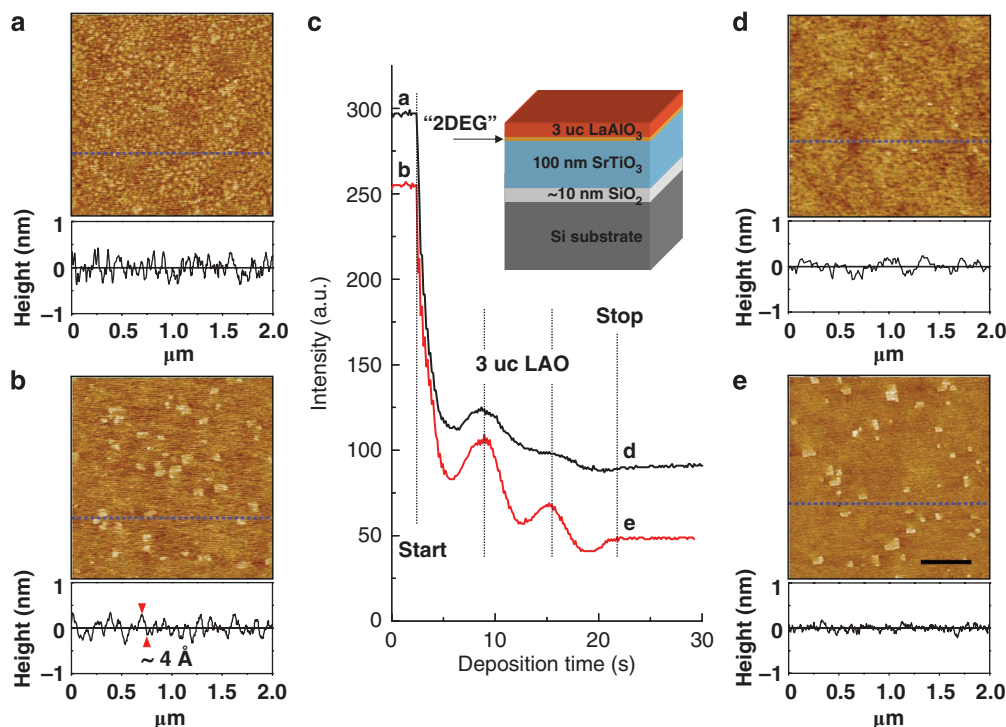 a
1
0
−1
Height (nm)
0
0.5
1.0
1.5
2.0
μm
b
1
0
−1
Height (nm)
~ 4 Å
0
0.5
1.0
1.5
2.0
μm
c
300
250
200
150
100
50
0
Intensity (a.u.)
a
b
"2DEG"
3 uc LaAlO3
100 nm SrTiO3
~10 nm SiO2
Si substrate
Stop
3 uc LAO
d
e
Start
0
10
20
30
Deposition time (s)
d
1
0
−1
Height (nm)
0
0.5
1.0
1.5
2.0
μm
e
1
0
−1
Height (nm)
0
0.5
1.0
1.5
2.0
μm